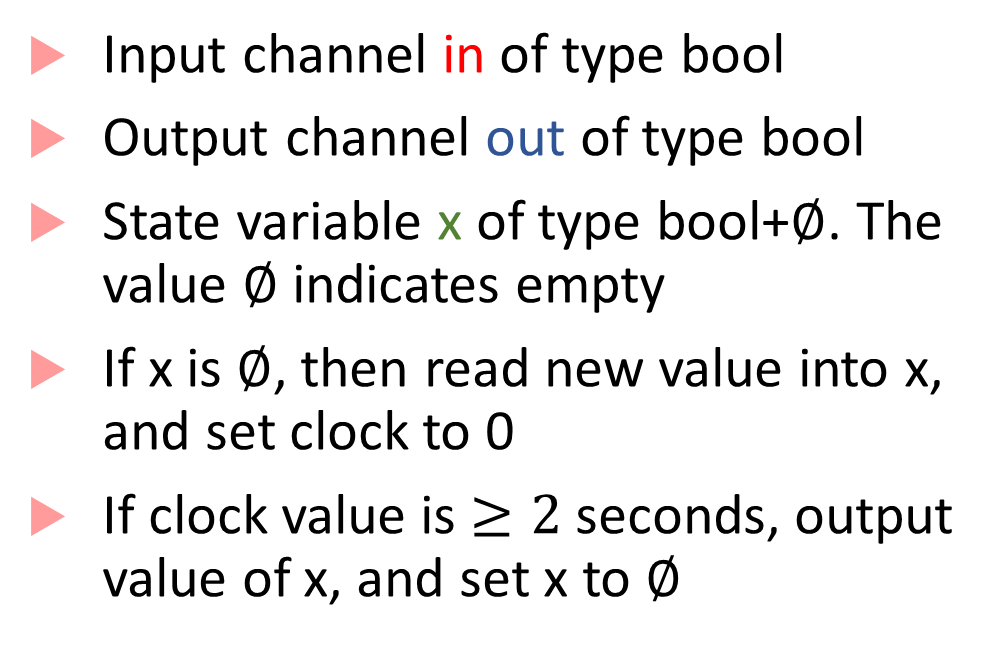 Input channel in of type bool
Output channel out of type bool
State variable x of type bool+∅. The
value ∅ indicates empty
If x is ∅, then read new value into x,
and set clock to 0
If clock value is ≥ 2 seconds, output
value of x, and set x to ∅